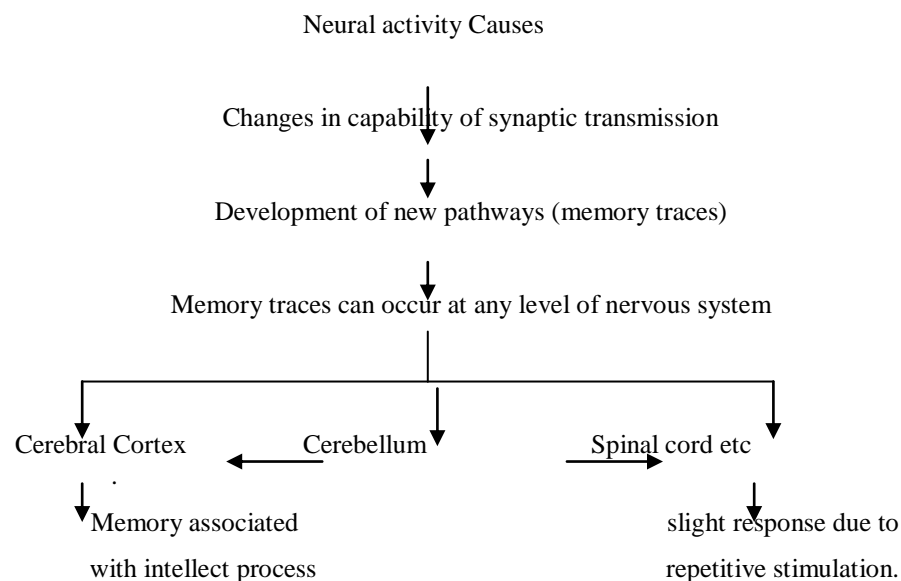 Neural activity Causes
Changes in capability of synaptic transmission
Development of new pathways (memory traces)
Memory traces can occur at any level of nervous system
Cerebral Cortex Cerebellum Spinal cord etc
.
Memory associated slight response due to
with intellect process repetitive stimulation.